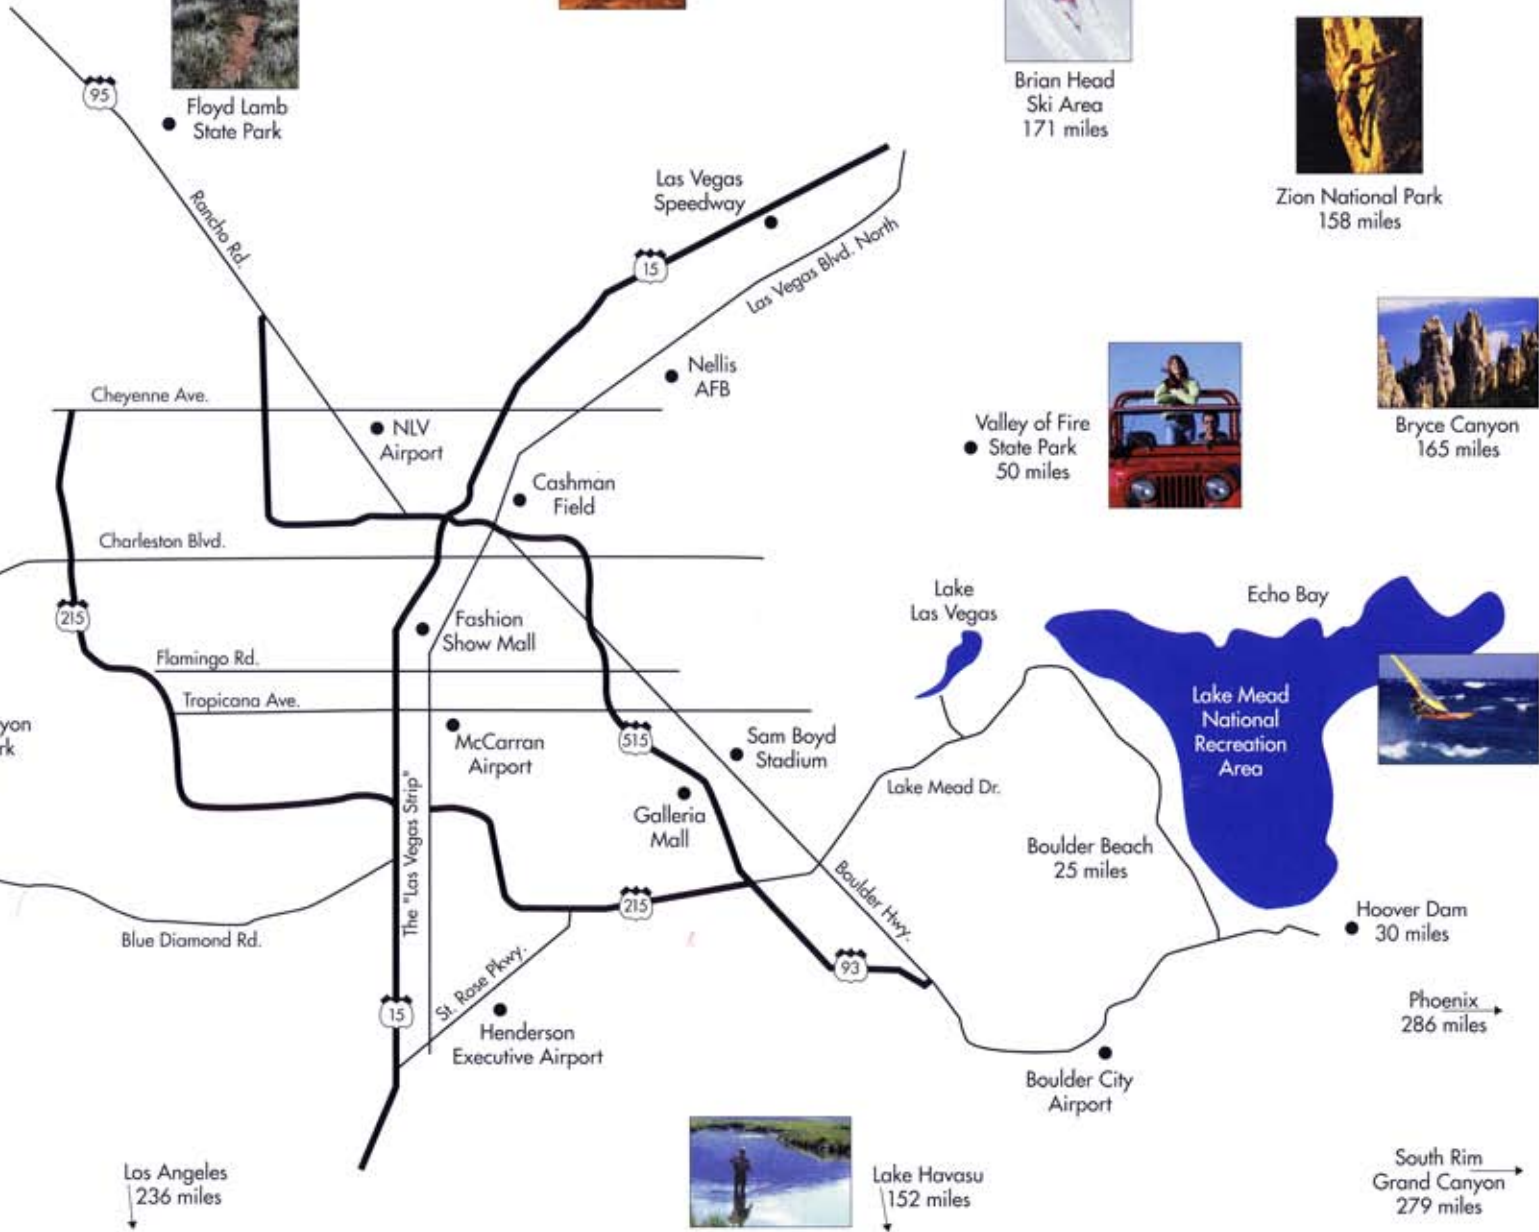 95
Floyd Lamb
State Park
Brian Head
Ski Area
171 miles
Zion National Park
158 miles
Rancho Rd.
Las Vegas
Speedway
15
Las Vegas Blvd. North
Nellis
AFB
Cheyenne Ave.
NLV
Airport
Valley of Fire
State Park
50 miles
Bryce Canyon
165 miles
Cashman
Field
Charleston Blvd.
215
Fashion
Show Mall
Flamingo Rd.
Tropicana Ave.
Lake
Las Vegas
Echo Bay
Lake Mead
National
Recreation
Area
yon
rk
McCarran
Airport
515
Sam Boyd
Stadium
Galleria
Mall
Lake Mead Dr.
The "Las Vegas Strip"
Boulder Beach
25 miles
Boulder Hwy.
215
Blue Diamond Rd.
Hoover Dam
30 miles
93
St. Rose Pkwy.
15
Henderson
Executive Airport
Phoenix
286 miles
Boulder City
Airport
Los Angeles
236 miles
Lake Havasu
152 miles
South Rim
Grand Canyon
279 miles